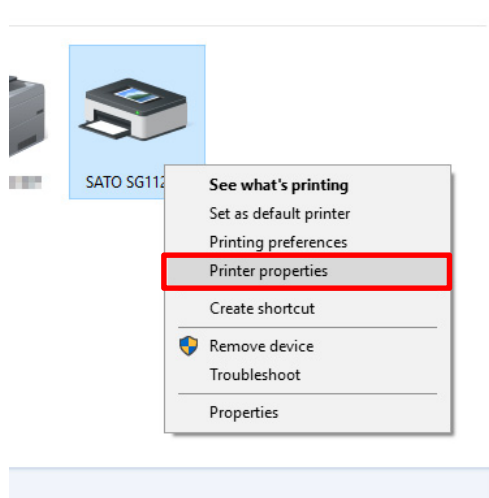 SATO SG112
See what's printing
Set as default printer
Printing preferences
Printer properties
Create shortcut
Remove device
Troubleshoot
Properties